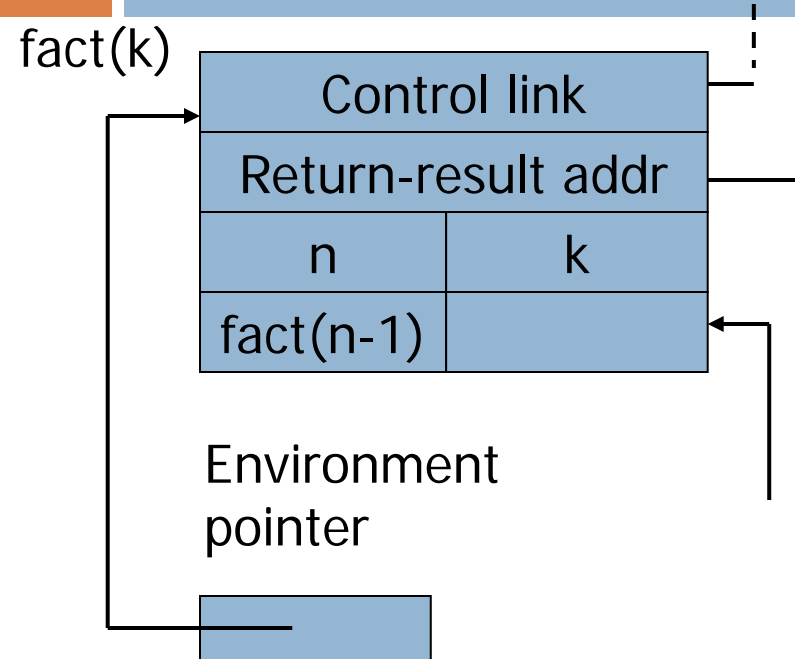 fact(k)
Control link
Return-result addr
n k
fact(n-1)
Environment
pointer